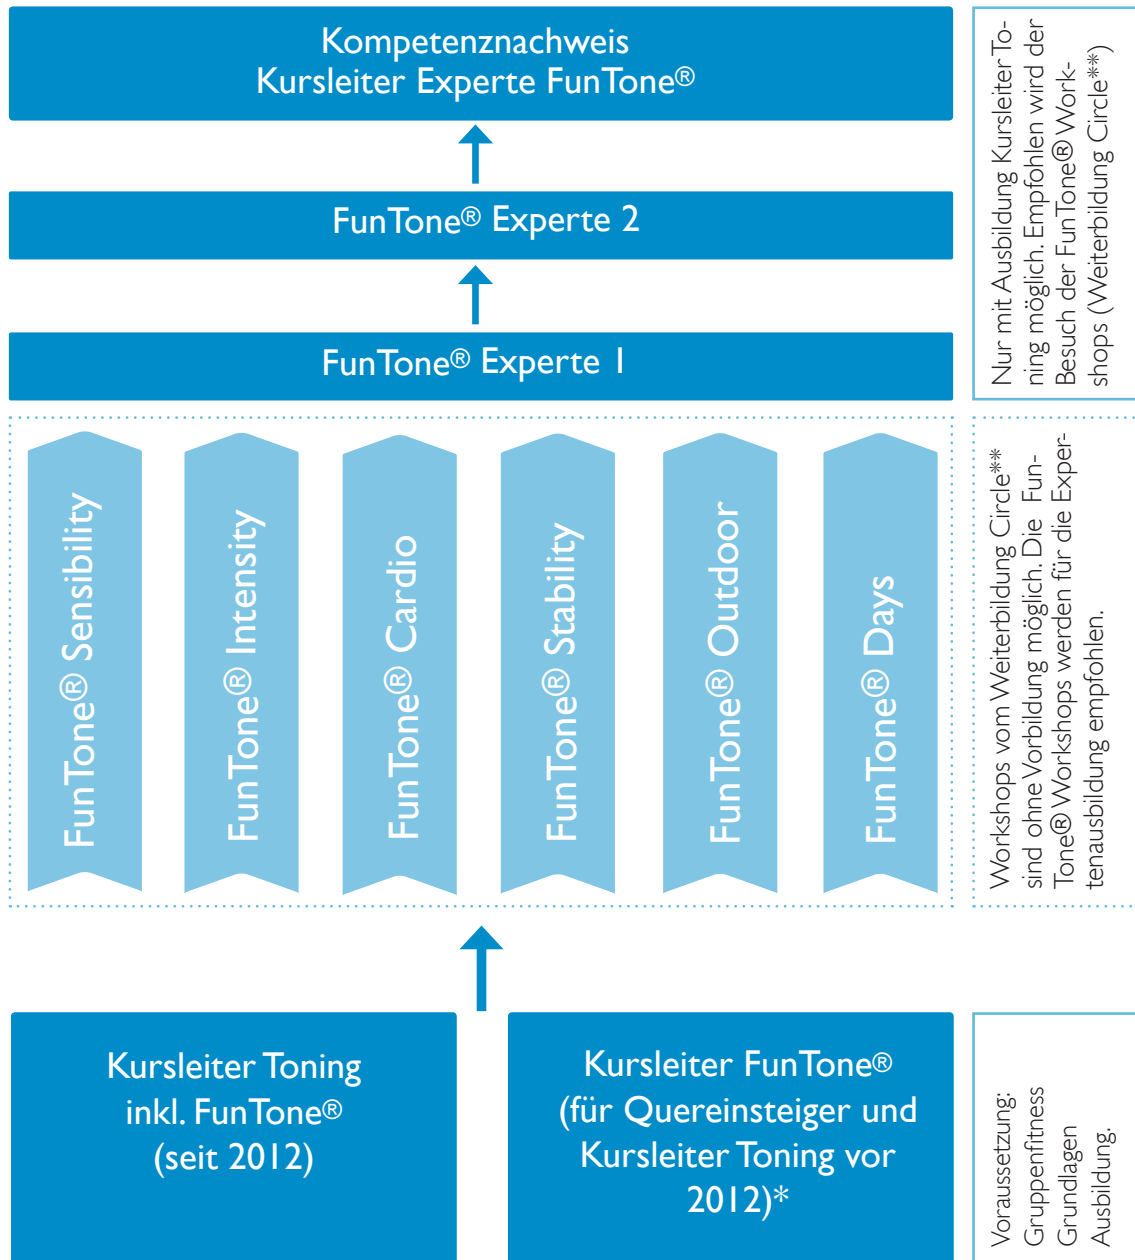 Kompetenznachweis
Kursleiter Experte FunTone®
FunTone® Experte 2
FunTone® Experte 1
Nur mit Ausbildung Kursleiter To-
ning möglich. Empfohlen wird der
Besuch der FunTone® Work-
shops (Weiterbildung Circle**)
FunTone® Sensibility
FunTone® Intensity
FunTone® Cardio
FunTone® Stability
FunTone® Outdoor
FunTone® Days
Workshops vom Weiterbildung Circle**
sind ohne Vorbildung möglich. Die Fun-
Tone® Workshops werden für die Exper-
tenausbildung empfohlen.
Kursleiter Toning
inkl. FunTone®
(seit 2012)
Kursleiter FunTone®
(für Quereinsteiger und
Kursleiter Toning vor
2012)*
Voraussetzung:
Gruppenfitness
Grundlagen
Ausbildung.